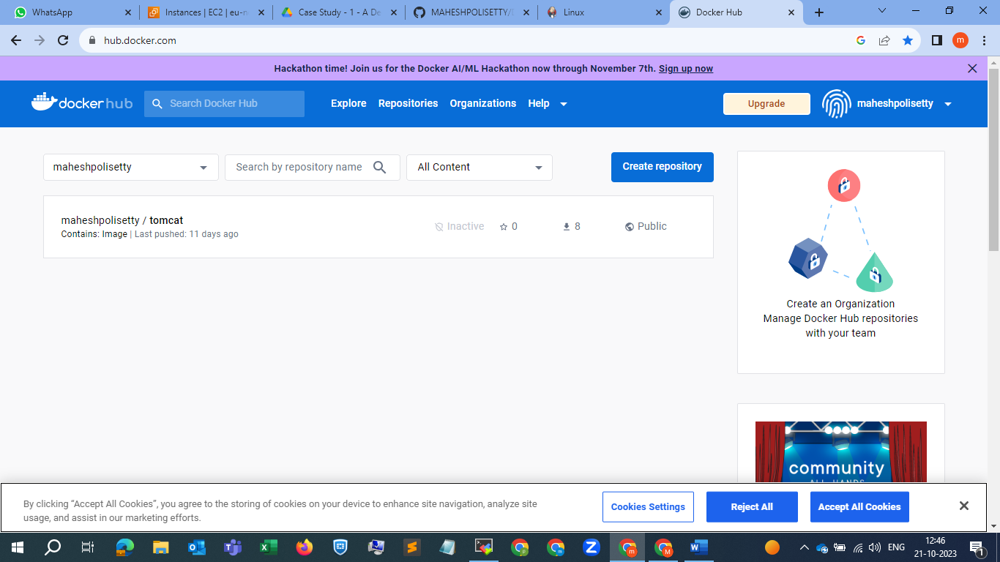 WhatsApp
Instances | EC2 | eu-n
Case Study - 1 - A De
MAHESHPOLISETTY/
Linux
Docker Hub
hub.docker.com
m
Hackathon time! Join us for the Docker AI/ML Hackathon now through November 7th. Sign up now
docker hub
Search Docker Hub
Explore
Repositories
Organizations
Help
Upgrade
maheshpolisetty
maheshpolisetty
Search by repository name
All Content
Create repository
maheshpolisetty / tomcat
Contains: Image | Last pushed: 11 days ago
Inactive
0
8
Public
Create an Organization
Manage Docker Hub repositories
with your team
community
ALL HANDS
By clicking “Accept All Cookies”, you agree to the storing of cookies on your device to enhance site navigation, analyze site
usage, and assist in our marketing efforts.
Cookies Settings
Reject All
Accept All Cookies
ENG
12:46
21-10-2023
1